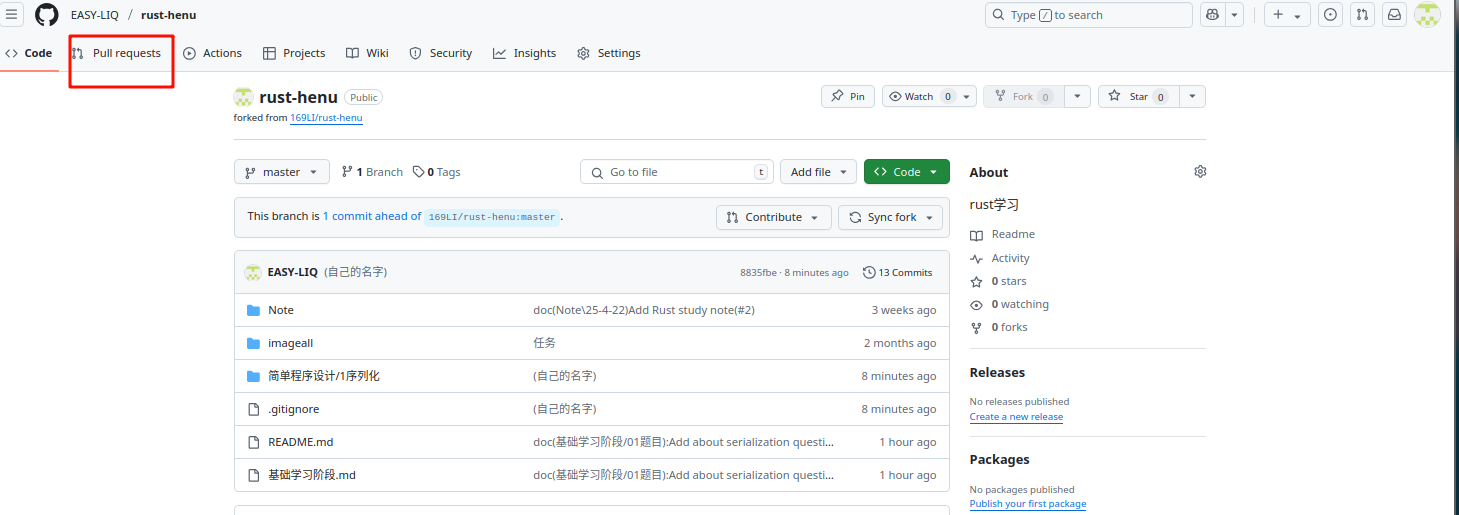 EASY-LIQ / rust-henu Type / to search
Code Pull requests Actions Projects Wiki Security Insights Settings
rust-henu Public Pin Watch 0 Fork 0 Star 0
forked from 169LI/rust-henu
master 1 Branch 0 Tags Go to file t Add file Code
This branch is 1 commit ahead of 169LI/rust-henu:master . Contribute Sync fork
EASY-LIQ (自己的名字) 8835fbe · 8 minutes ago 13 Commits
Note doc(Note\25-4-22)Add Rust study note(#2) 3 weeks ago
imageall 任务 2 months ago
简单程序设计/1序列化 (自己的名字) 8 minutes ago
.gitignore (自己的名字) 8 minutes ago
README.md doc(基础学习阶段/01题目):Add about serialization questi... 1 hour ago
基础学习阶段.md doc(基础学习阶段/01题目):Add about serialization questi... 1 hour ago
About
rust学习
Readme
Activity
0 stars
0 watching
0 forks
Releases
No releases published
Create a new release
Packages
No packages published
Publish your first package